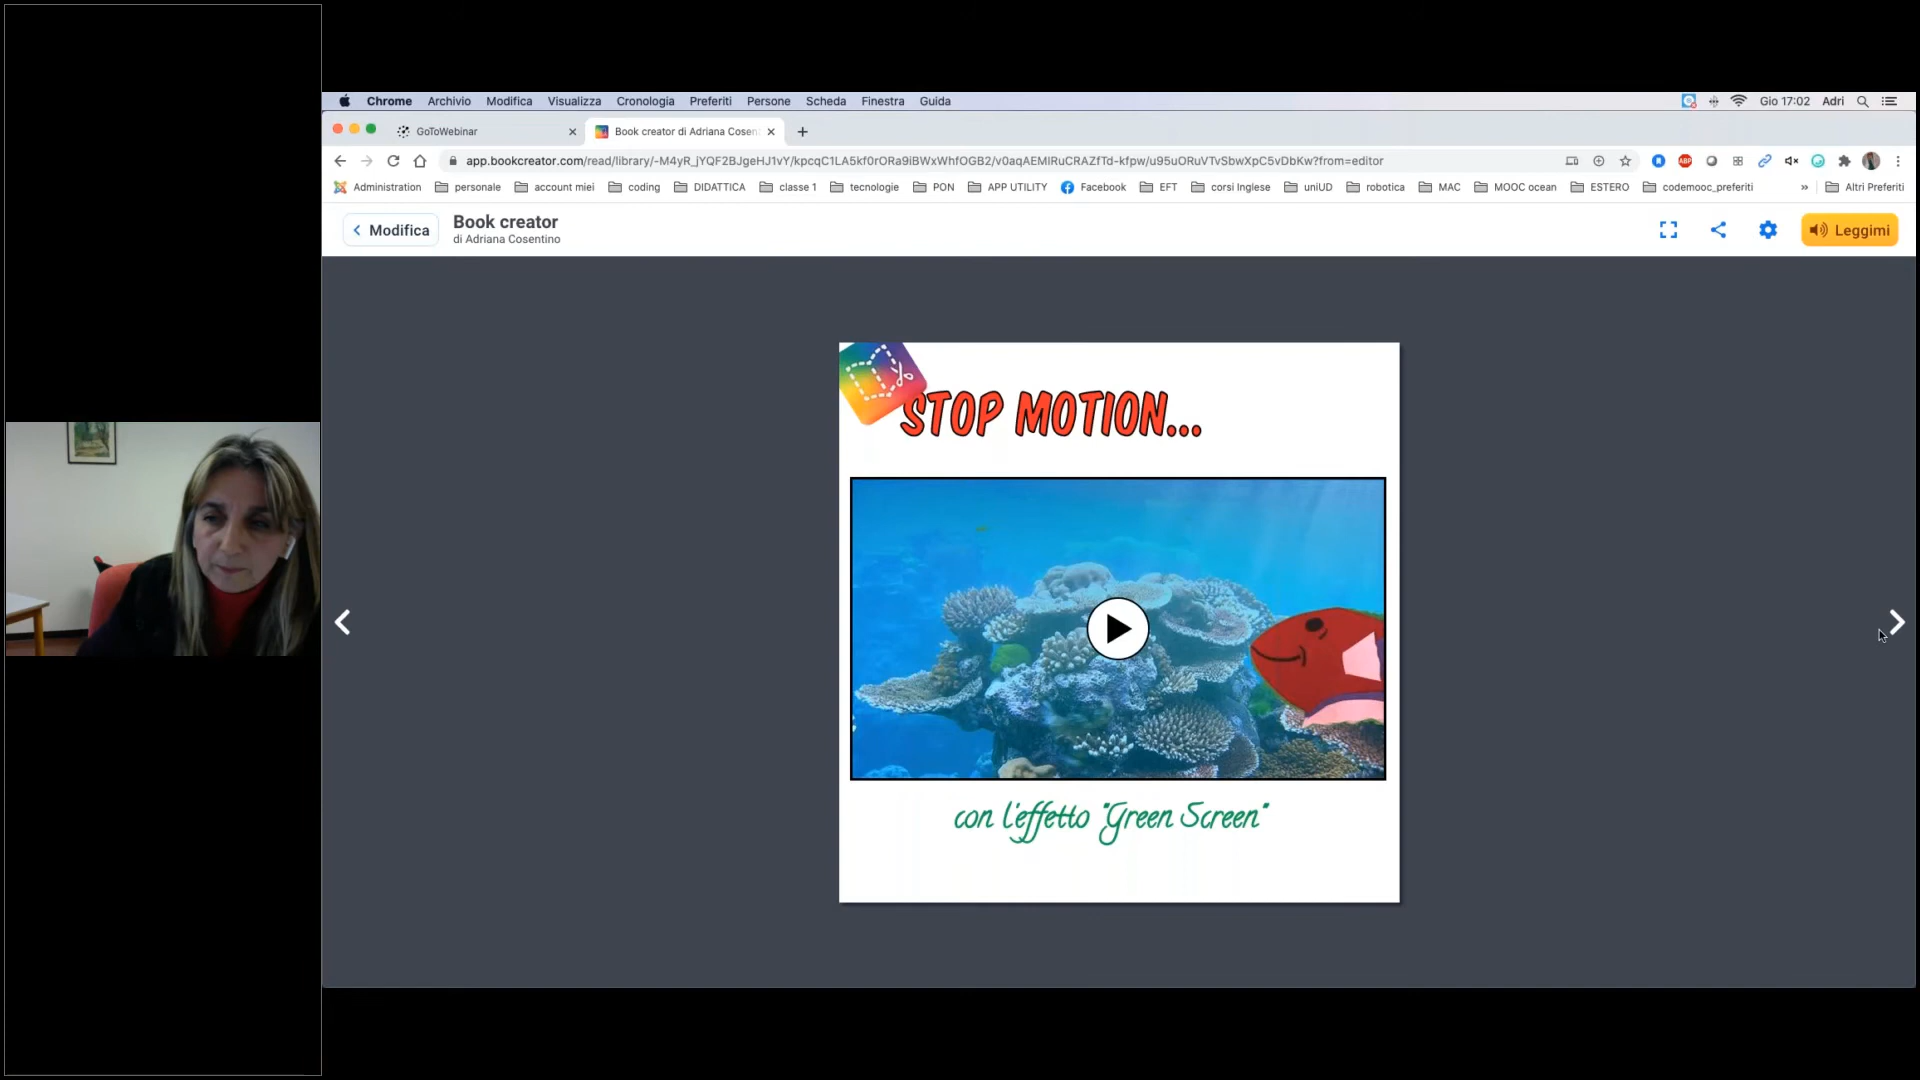 Chrome Archivio Modifica Visualizza Cronologia Preferiti Persone Scheda Finestra Guida Gio 17:02 Adri
GoToWebinar Book creator di Adriana Cosen
app.bookcreator.com/read/library/-M4yR_jYQF2BJgeHJ1vY/kpcqC1LA5kf0rORa9iBWxWhfOGB2/v0aqAEMIRuCRAZfTd-kfpw/u95uORuVTvSbwXpC5vDbKw?from=editor ABP
Administration personale account miei coding DIDATTICA classe 1 tecnologie PON APP UTILITY Facebook EFT corsi Inglese uniUD robotica MAC MOOC ocean ESTERO codemooc_preferiti » Altri Preferiti
Modifica Book creator Leggimi
di Adriana Cosentino
STOP MOTION...
con l'effetto "Green Screen"